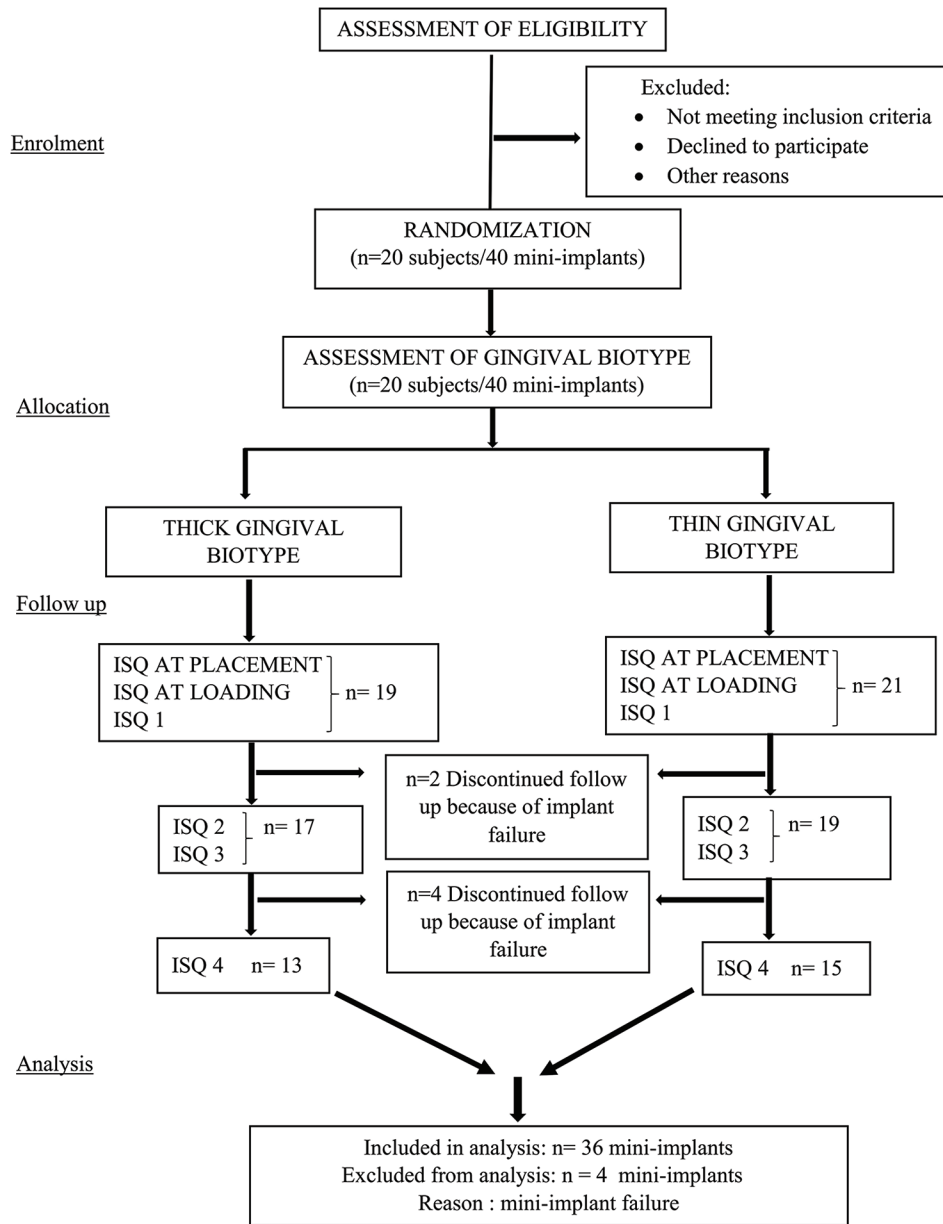 ASSESSMENT OF ELIGIBILITY
Excluded:
• Not meeting inclusion criteria
• Declined to participate
• Other reasons
Enrolment
RANDOMIZATION
(n=20 subjects/40 mini-implants)
ASSESSMENT OF GINGIVAL BIOTYPE
(n=20 subjects/40 mini-implants)
Allocation
THICK GINGIVAL
BIOTYPE
THIN GINGIVAL
BIOTYPE
Follow up
ISQ AT PLACEMENT
ISQ AT LOADING
ISQ 1
n= 19
ISQ AT PLACEMENT
ISQ AT LOADING
ISQ 1
n= 21
n=2 Discontinued follow
up because of implant
failure
ISQ 2
ISQ 3
n= 17
ISQ 2
ISQ 3
n= 19
n=4 Discontinued follow
up because of implant
failure
ISQ 4 n= 13
ISQ 4 n= 15
Analysis
Included in analysis: n= 36 mini-implants
Excluded from analysis: n = 4 mini-implants
Reason : mini-implant failure